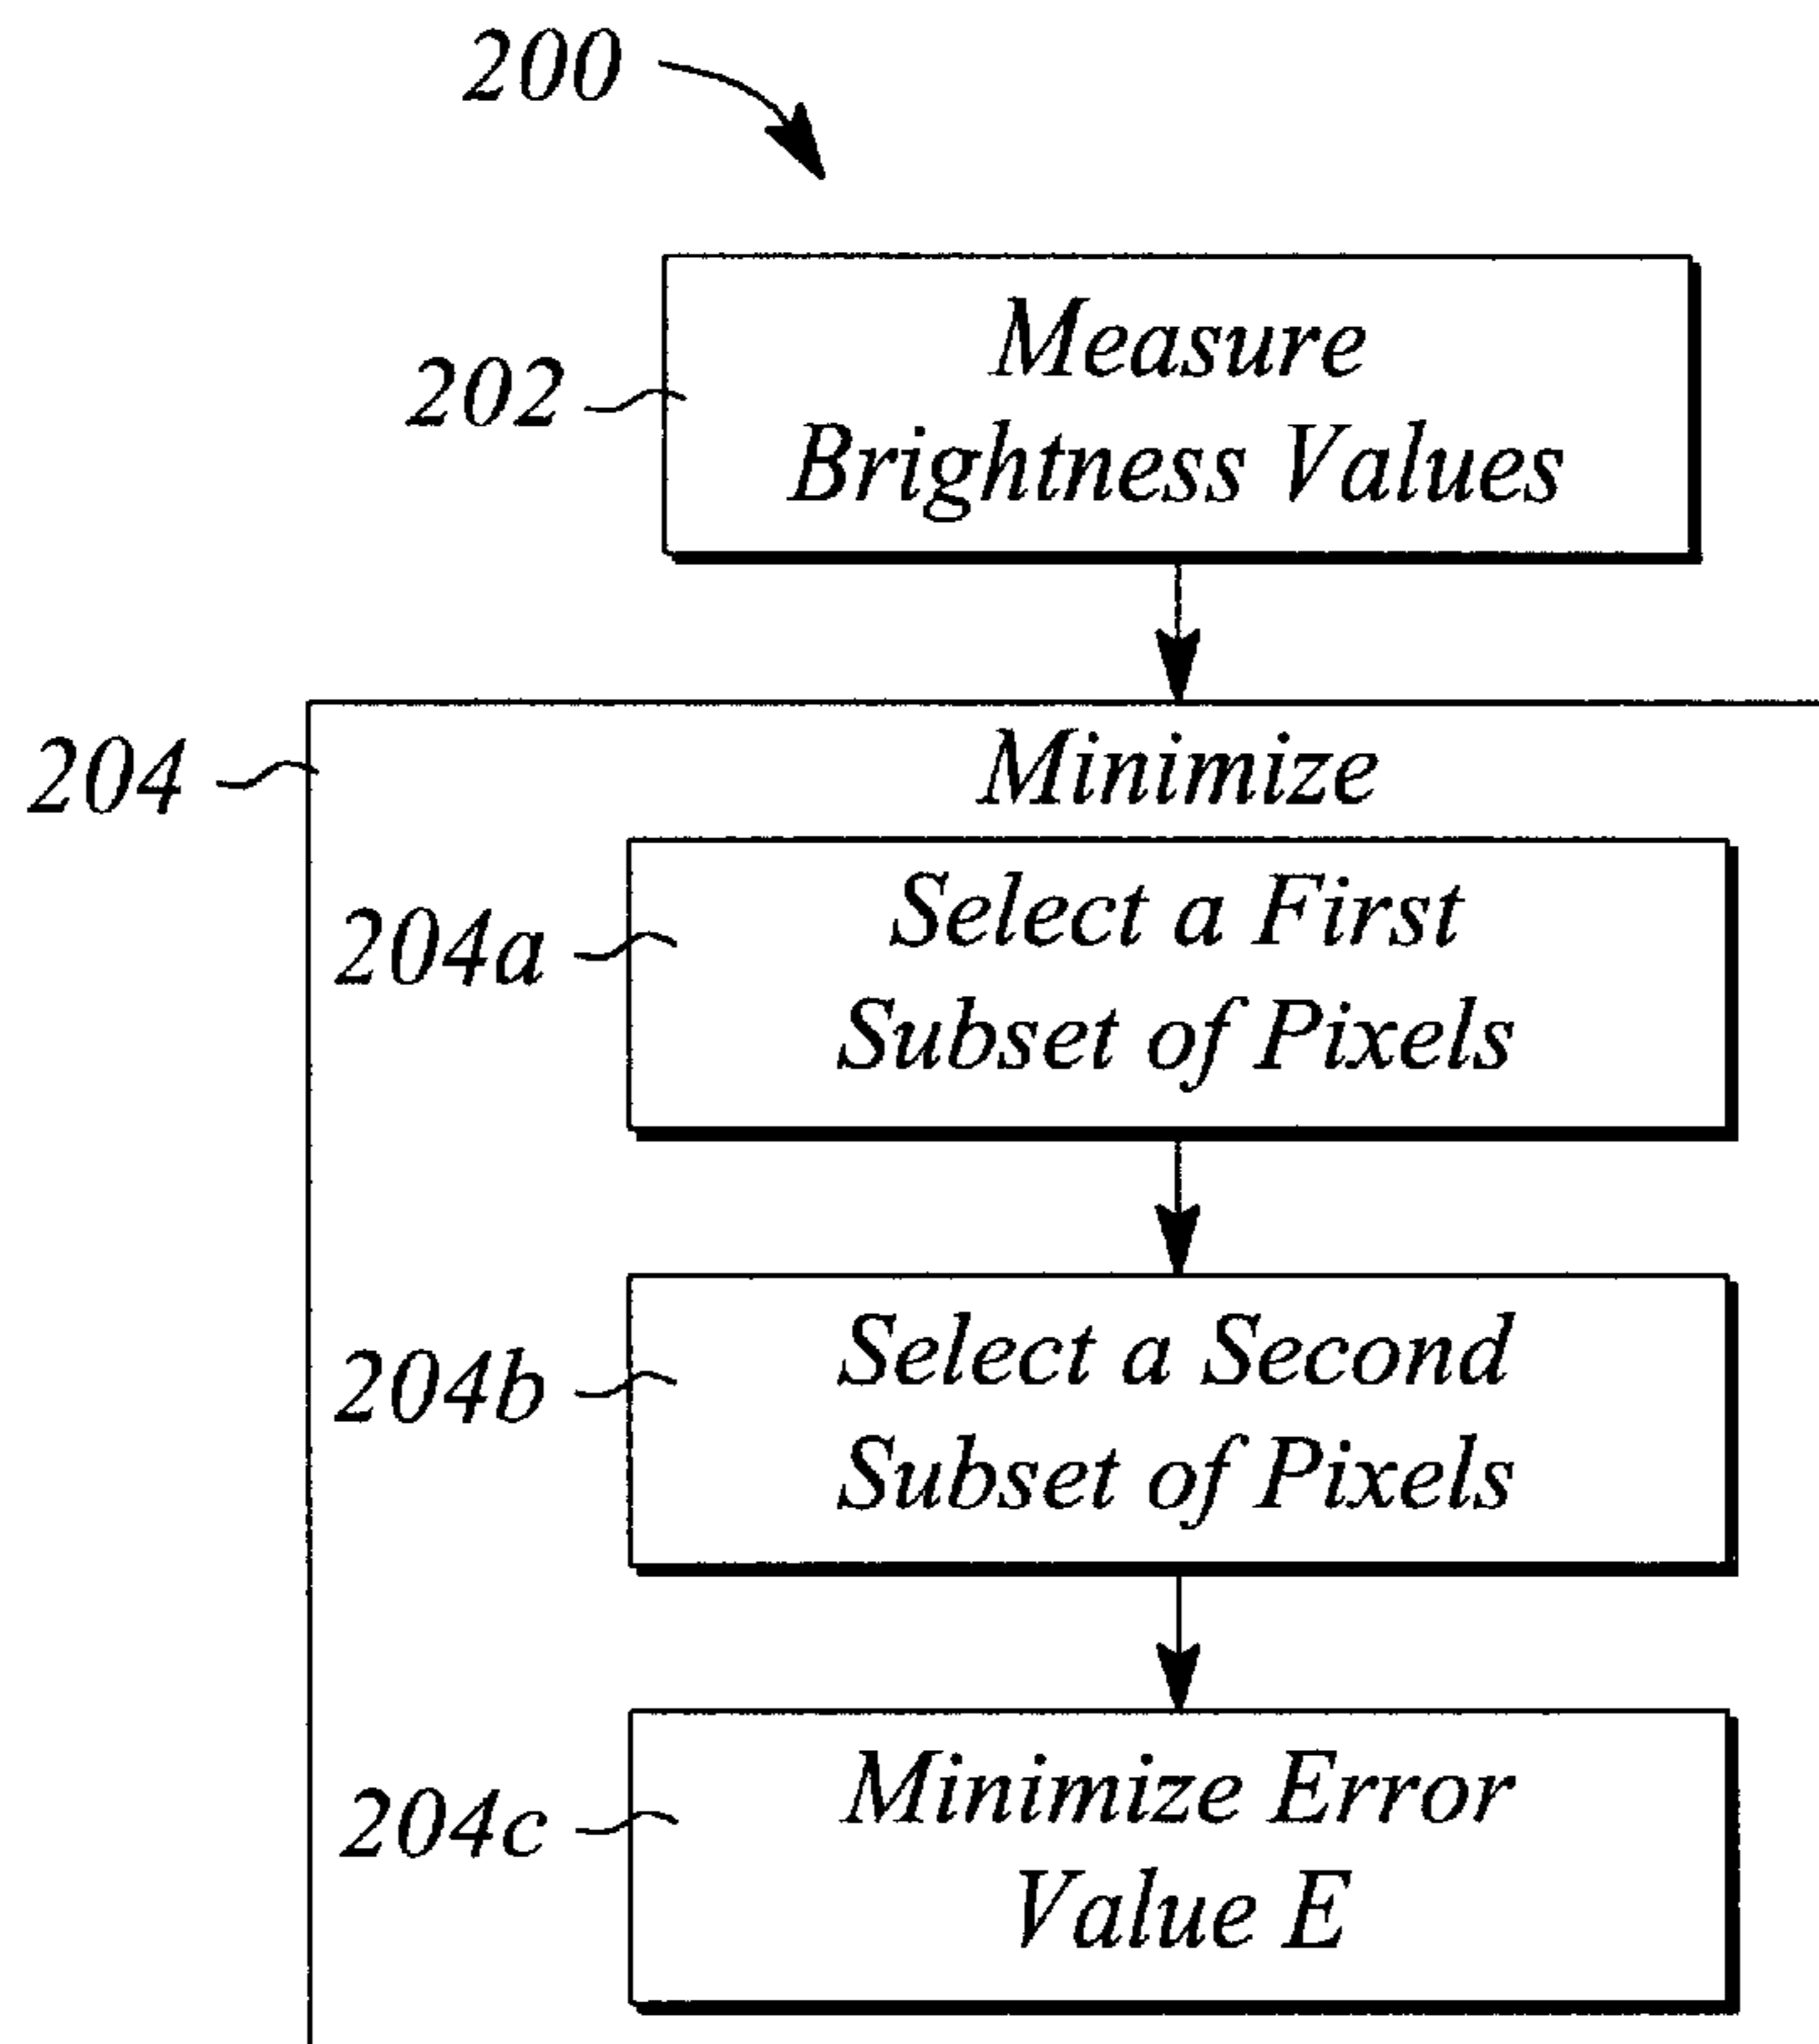 200
202
Measure
Brightness Values
204
Minimize
204a
Select a First
Subset of Pixels
204b
Select a Second
Subset of Pixels
204c
Minimize Error
Value E